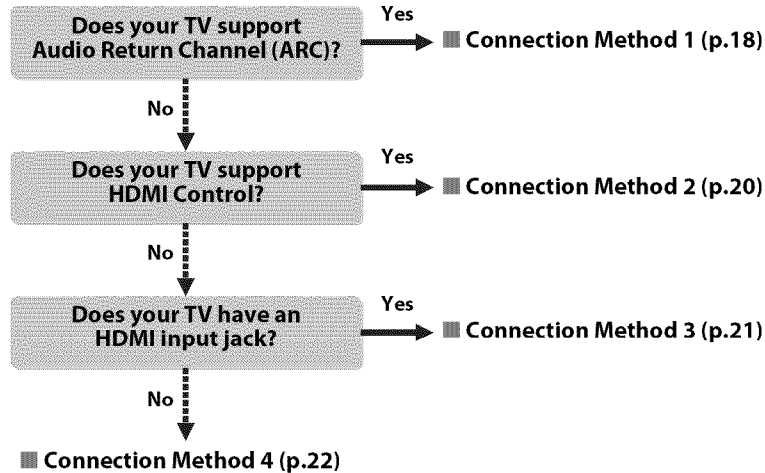 Does your TV support
Audio Return Channel (ARC)?
Yes
Connection Method 1 (p.18)
No
Does your TV support
HDMI Control?
Yes
Connection Method 2 (p.20)
No
Does your TV have an
HDMI input jack?
Yes
Connection Method 3 (p.21)
No
Connection Method 4 (p.22)